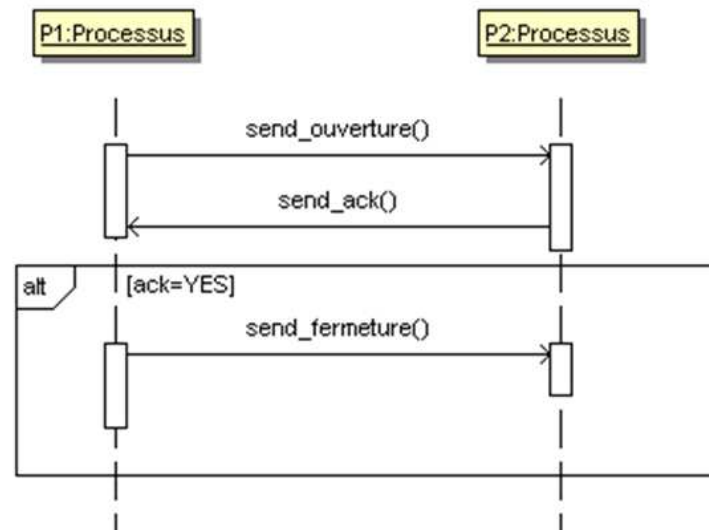 P1:Processus
P2:Processus
send_ouverture()
send_ack()
alt
[ack=YES]
send_fermeture()